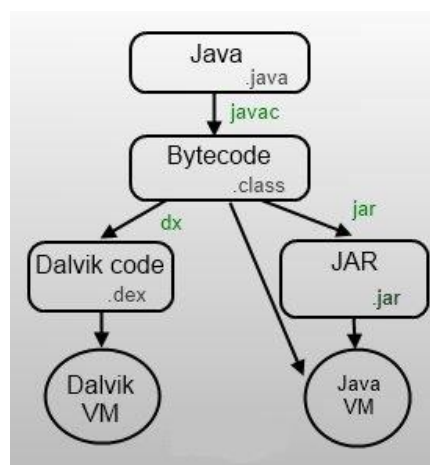 Java
.java
javac
Bytecode
.class
dx
jar
Dalvik code
.dex
JAR
.jar
Dalvik
VM
Java
VM